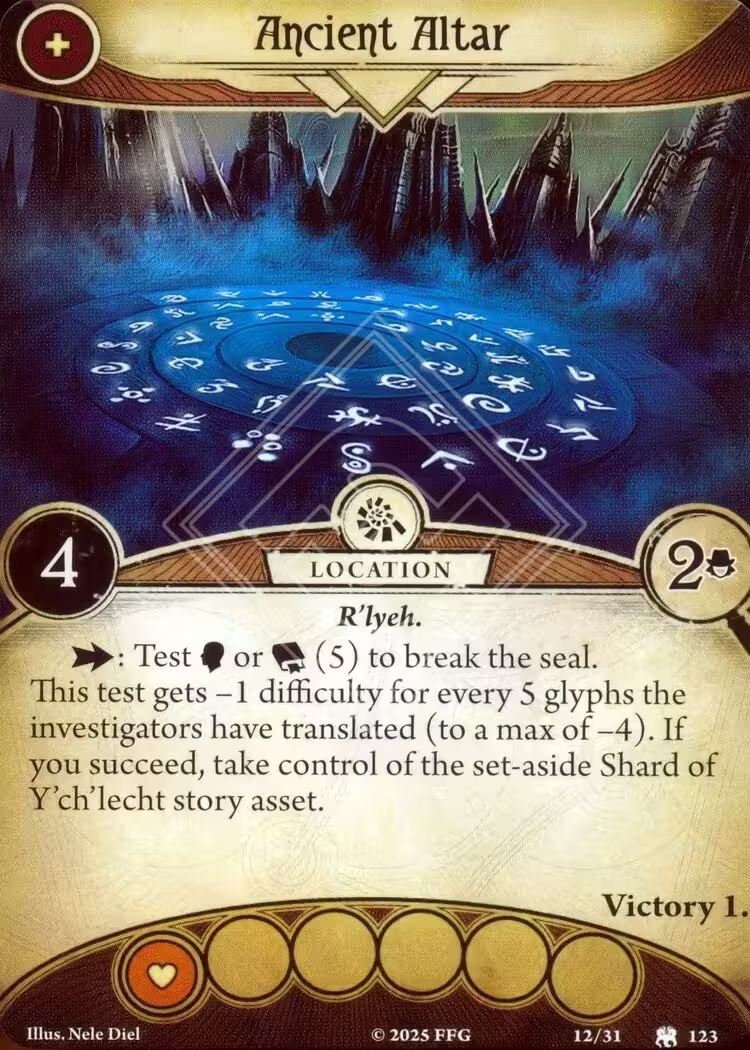 Ancient Altar
4
LOCATION
2
R'lyeh.
: Test or (5) to break the seal.
This test gets –1 difficulty for every 5 glyphs the
investigators have translated (to a max of –4). If
you succeed, take control of the set-aside Shard of
Y'ch'lecht story asset.
Victory 1.
Illus. Nele Diel
© 2025 FFG
12/31
123